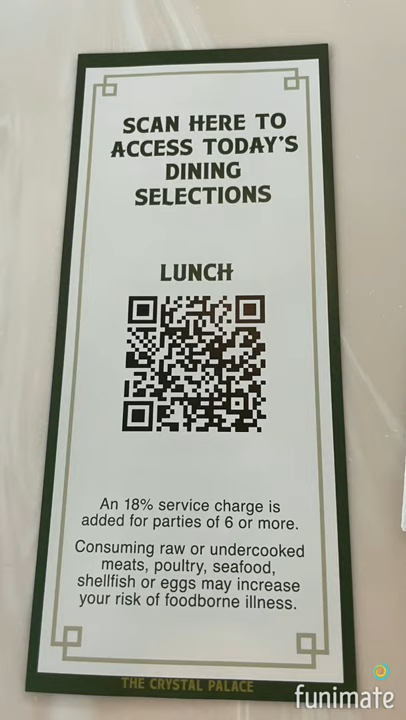 SCAN HERE TO
ACCESS TODAY'S
DINING
SELECTIONS
LUNCH
An 18% service charge is
added for parties of 6 or more.
Consuming raw or undercooked
meats, poultry, seafood,
shellfish or eggs may increase
your risk of foodborne illness.
THE CRYSTAL PALACE
funimate